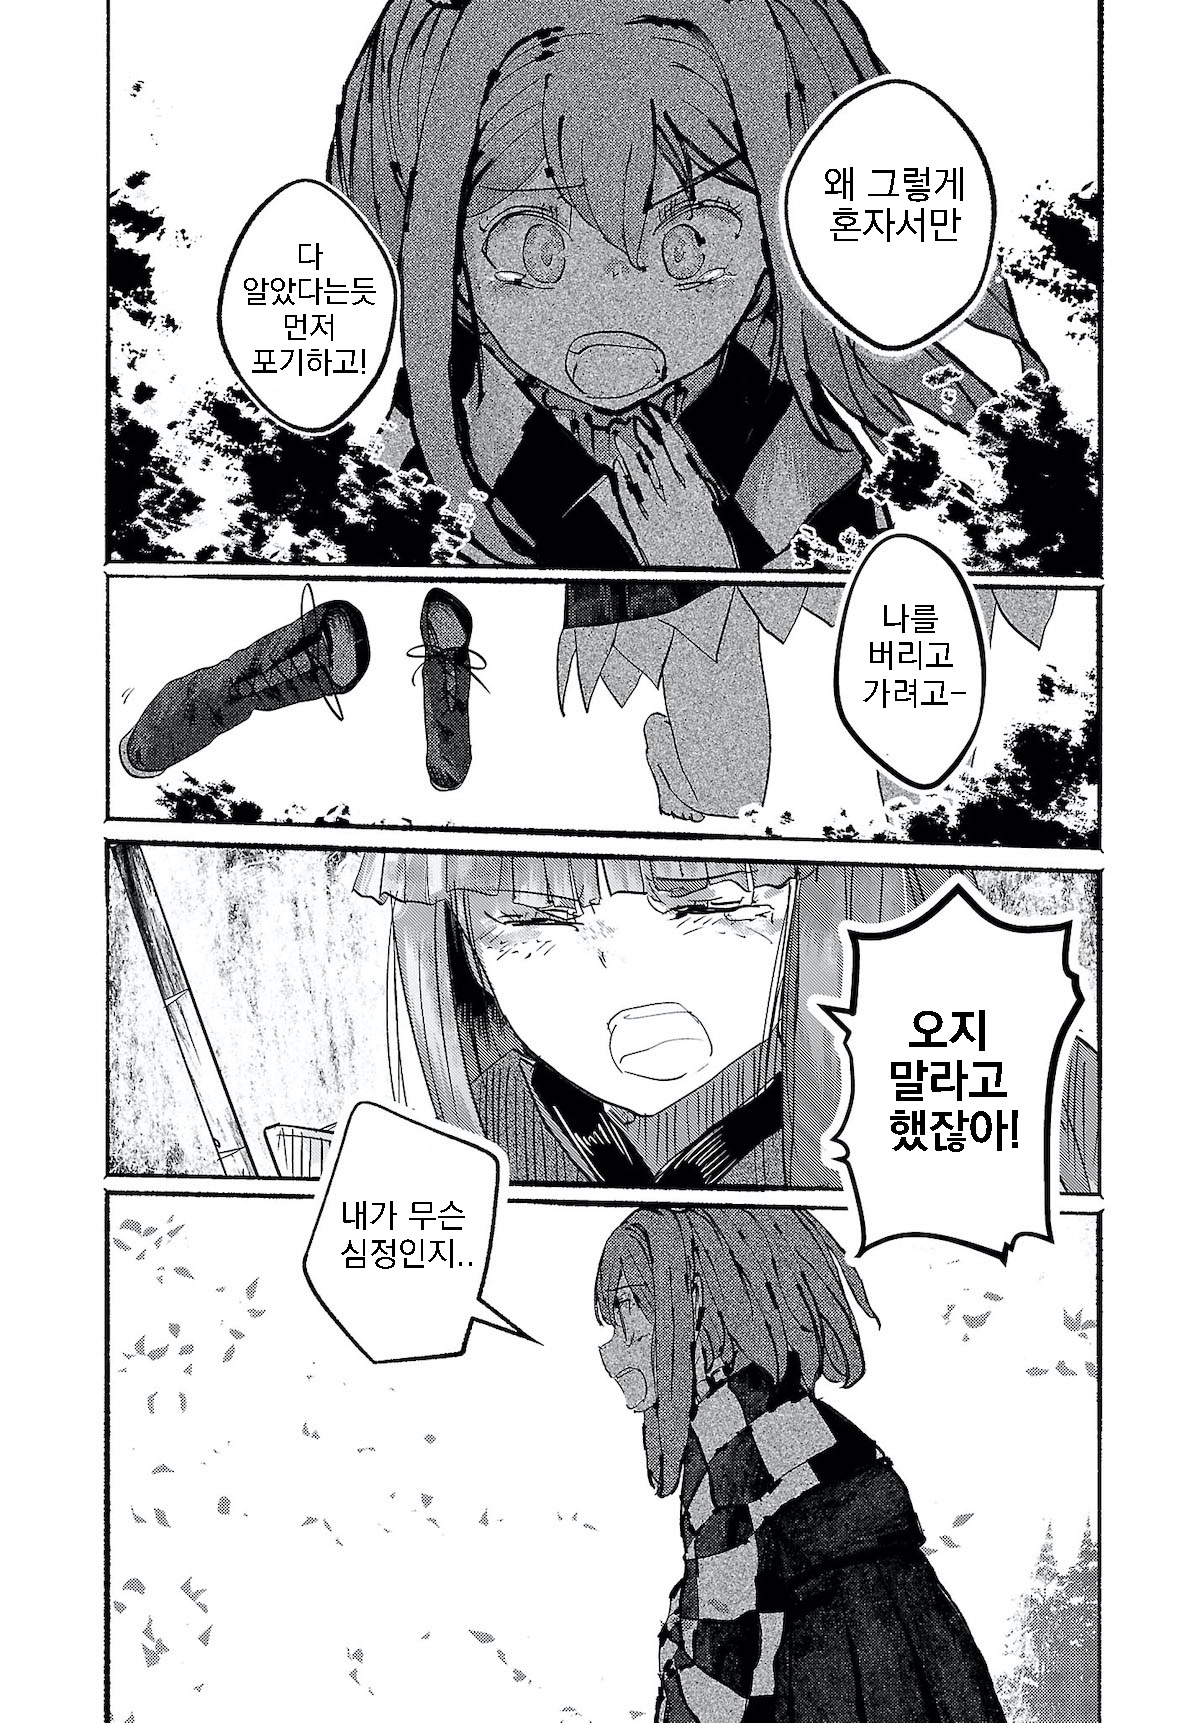 왜 그렇게
혼자서만
다
알았다는듯
먼저
포기하고!
나를
버리고
가려고-
오지
말라고
했잖아!
내가 무슨
심정인지..